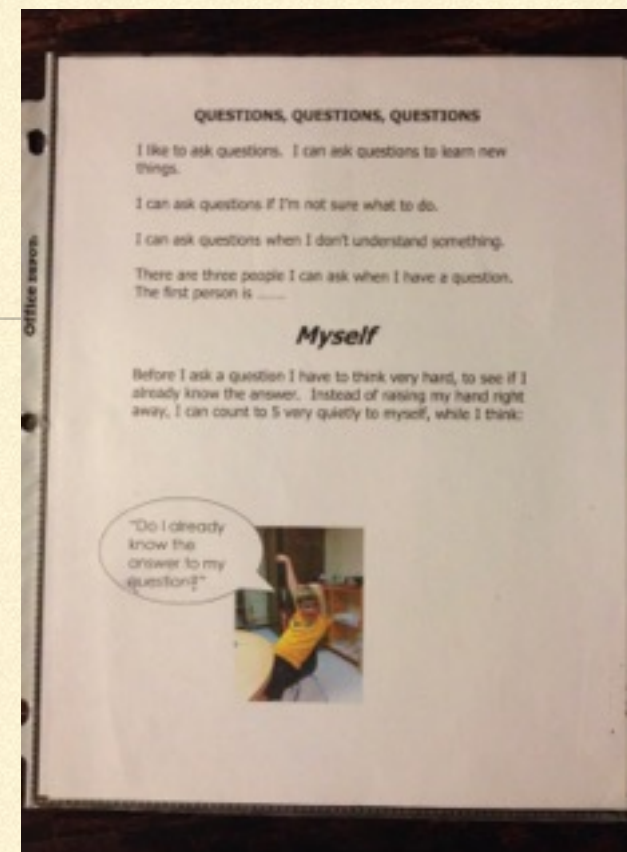 QUESTIONS, QUESTIONS, QUESTIONS
I like to ask questions. I can ask questions to learn new
things.
I can ask questions if I'm not sure what to do.
I can ask questions when I don't understand something.
There are three people I can ask when I have a question.
The first person is ......
Myself
Before I ask a question I have to think very hard, to see if I
already know the answer. Instead of raising my hand right
away, I can count to 5 very quietly to myself, while I think:
"Do I already
know the
answer to my
question?"
Office DEPOT.